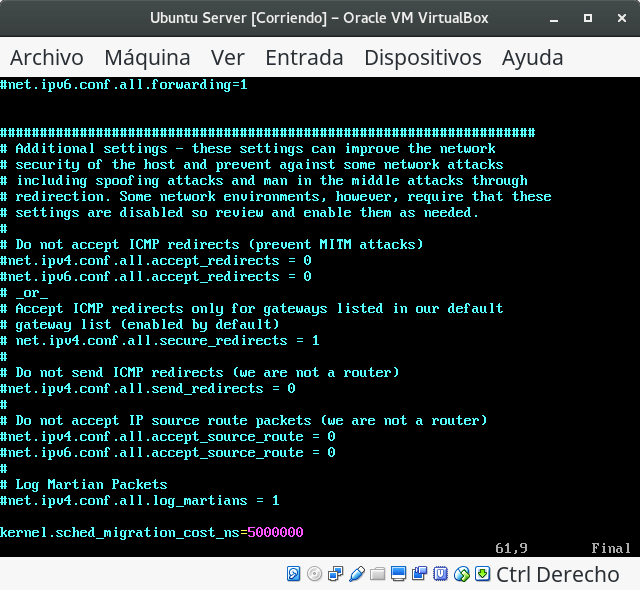 Ubuntu Server [Corriendo] – Oracle VM VirtualBox
Archivo Máquina Ver Entrada Dispositivos Ayuda
#net.ipv6.conf.all.forwarding=1
###################################################################
# Additional settings – these settings can improve the network
# security of the host and prevent against some network attacks
# including spoofing attacks and man in the middle attacks through
# redirection. Some network environments, however, require that these
# settings are disabled so review and enable them as needed.
#
# Do not accept ICMP redirects (prevent MITM attacks)
#net.ipv4.conf.all.accept_redirects = 0
#net.ipv6.conf.all.accept_redirects = 0
# _or_
# Accept ICMP redirects only for gateways listed in our default
# gateway list (enabled by default)
# net.ipv4.conf.all.secure_redirects = 1
#
# Do not send ICMP redirects (we are not a router)
#net.ipv4.conf.all.send_redirects = 0
#
# Do not accept IP source route packets (we are not a router)
#net.ipv4.conf.all.accept_source_route = 0
#net.ipv6.conf.all.accept_source_route = 0
#
# Log Martian Packets
#net.ipv4.conf.all.log_martians = 1
kernel.sched_migration_cost_ns=5000000
61,9 Final
Ctrl Derecho